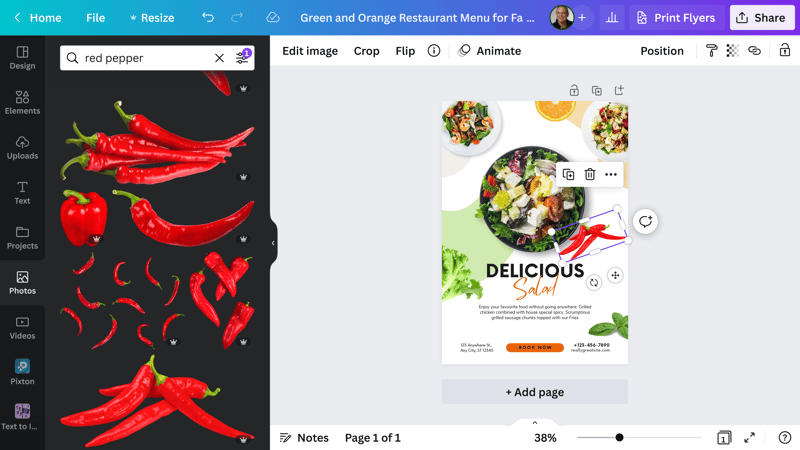 Home File Resize Green and Orange Restaurant Menu for Fa ... + Print Flyers Share
red pepper 1
Edit image Crop Flip Animate Position
Design
Elements
Uploads
Text
Projects
Photos
Videos
Pixton
Text to I...
DELICIOUS
Salad
Enjoy your favourite food without going anywhere. Grilled
chicken combined with house special spicy. Scrumptious
grilled sausage chunks topped with our Fries
123 Anywhere St.,
Any City, ST 12345
BOOK NOW
+123-456-7890
reallygreatsite.com
+ Add page
Notes Page 1 of 1 38% 1